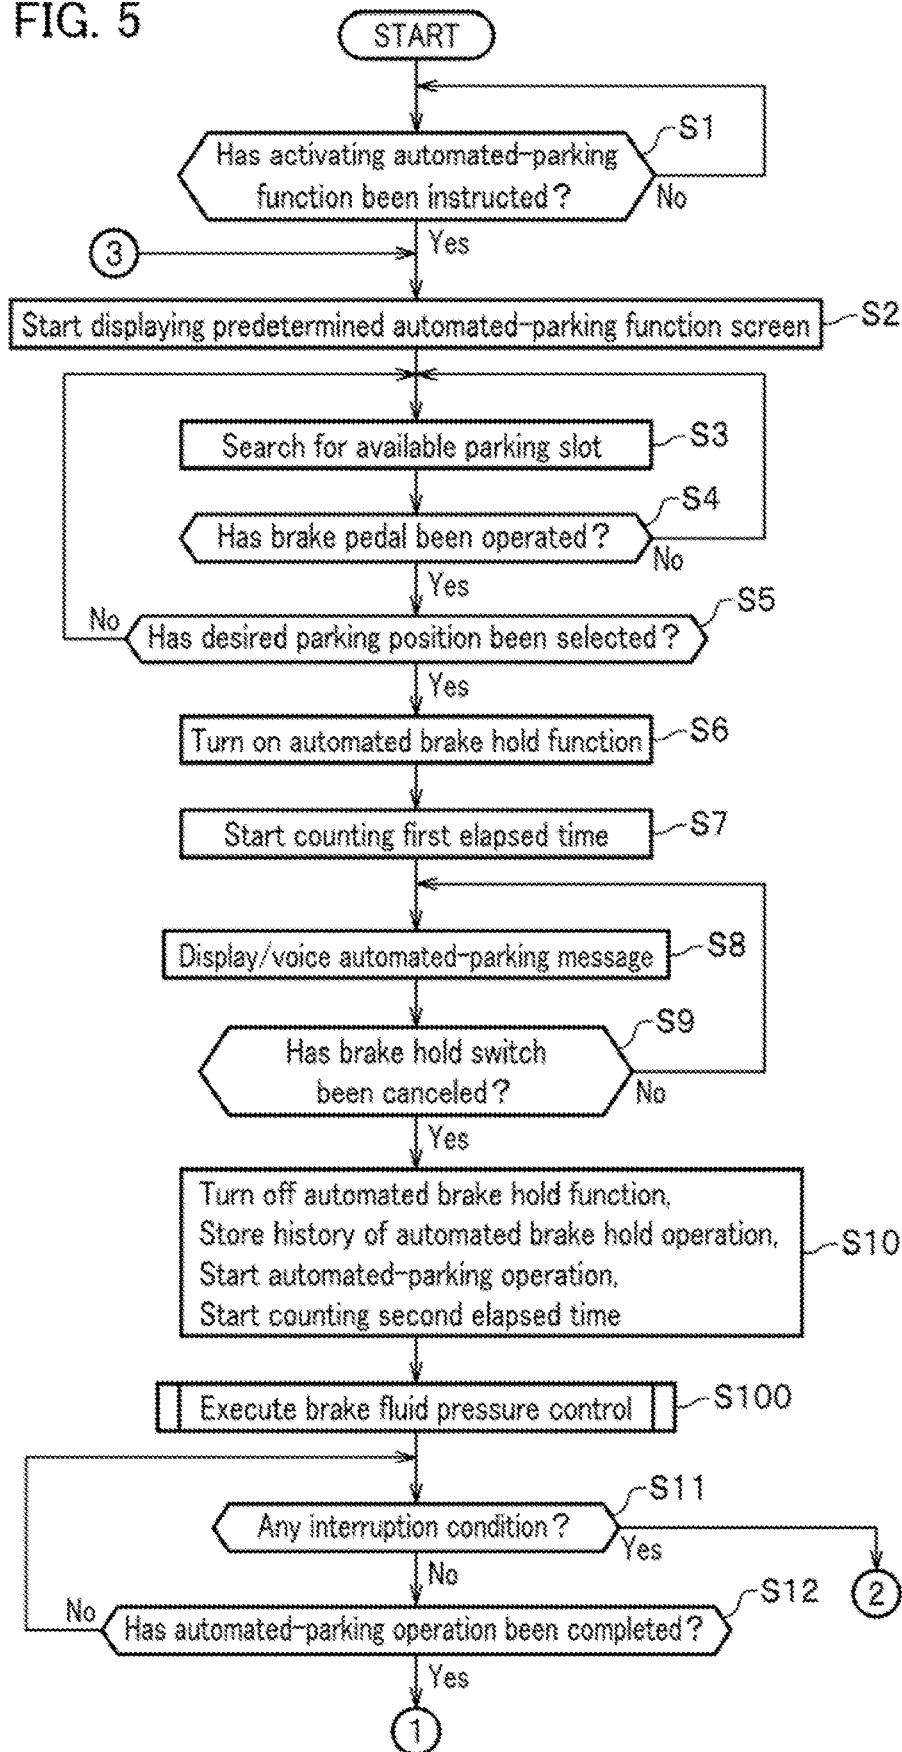 FIG. 5
START
S1
Has activating automated-parking
function been instructed?
No
Yes
3
Start displaying predetermined automated-parking function screen
S2
Search for available parking slot
S3
S4
Has brake pedal been operated?
No
Yes
S5
No
Has desired parking position been selected?
Yes
Turn on automated brake hold function
S6
Start counting first elapsed time
S7
Display/voice automated-parking message
S8
S9
Has brake hold switch
been canceled?
No
Yes
Turn off automated brake hold function,
Store history of automated brake hold operation,
Start automated-parking operation,
Start counting second elapsed time
S10
Execute brake fluid pressure control
S100
S11
Any interruption condition?
Yes
No
2
S12
No
Has automated-parking operation been completed?
Yes
1